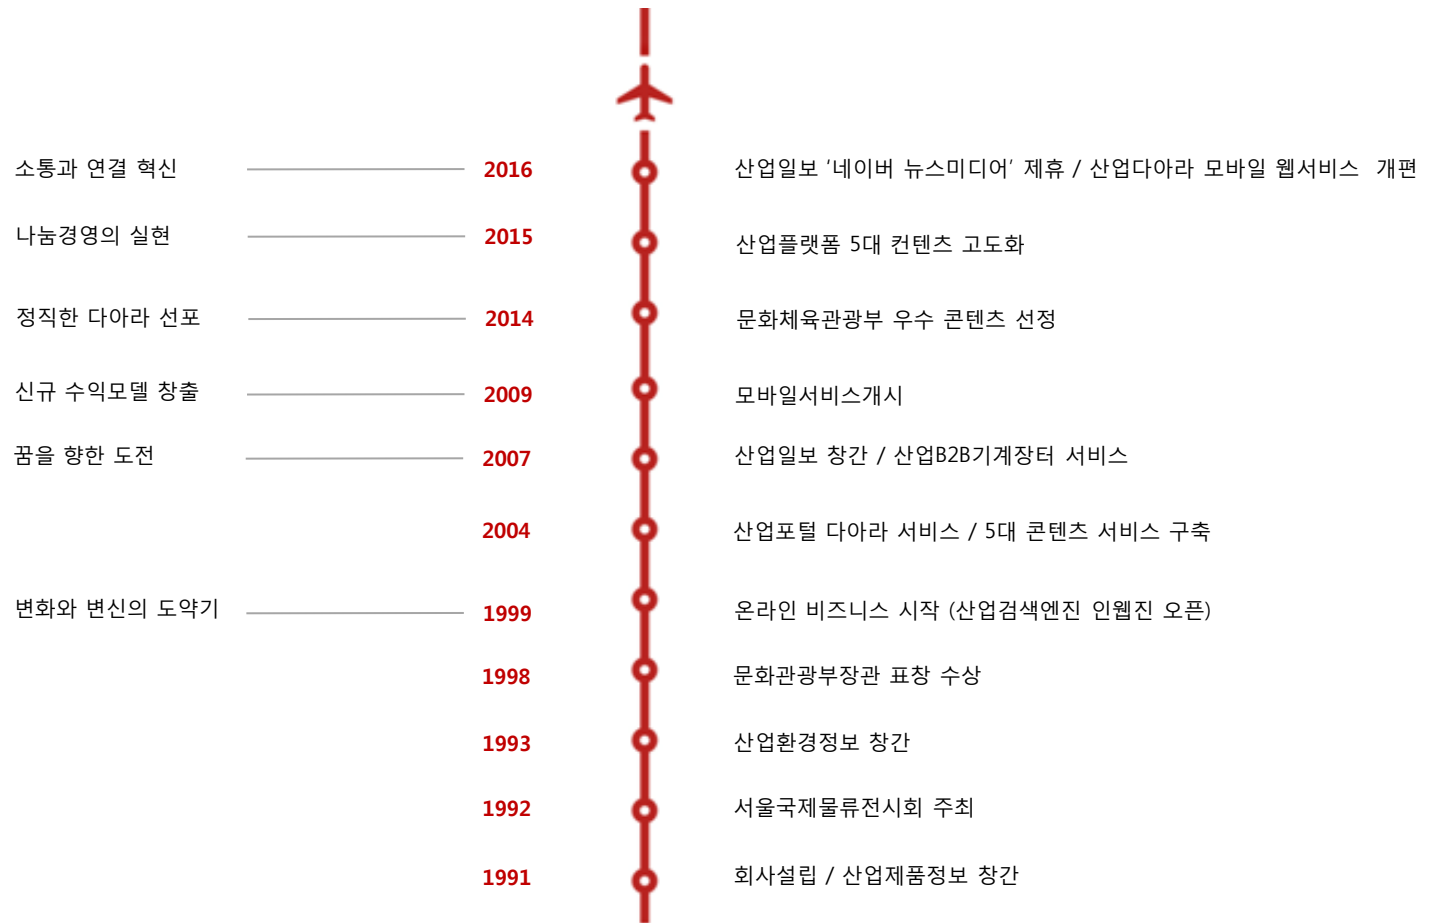 소통과 연결 혁신 2016 산업일보 ‘네이버 뉴스미디어’ 제휴 / 산업다아라 모바일 웹서비스 개편
나눔경영의 실현 2015 산업플랫폼 5대 컨텐츠 고도화
정직한 다아라 선포 2014 문화체육관광부 우수 콘텐츠 선정
신규 수익모델 창출 2009 모바일서비스개시
꿈을 향한 도전 2007 산업일보 창간 / 산업B2B기계장터 서비스
2004 산업포털 다아라 서비스 / 5대 콘텐츠 서비스 구축
변화와 변신의 도약기 1999 온라인 비즈니스 시작 (산업검색엔진 인웹진 오픈)
1998 문화관광부장관 표창 수상
1993 산업환경정보 창간
1992 서울국제물류전시회 주최
1991 회사설립 / 산업제품정보 창간